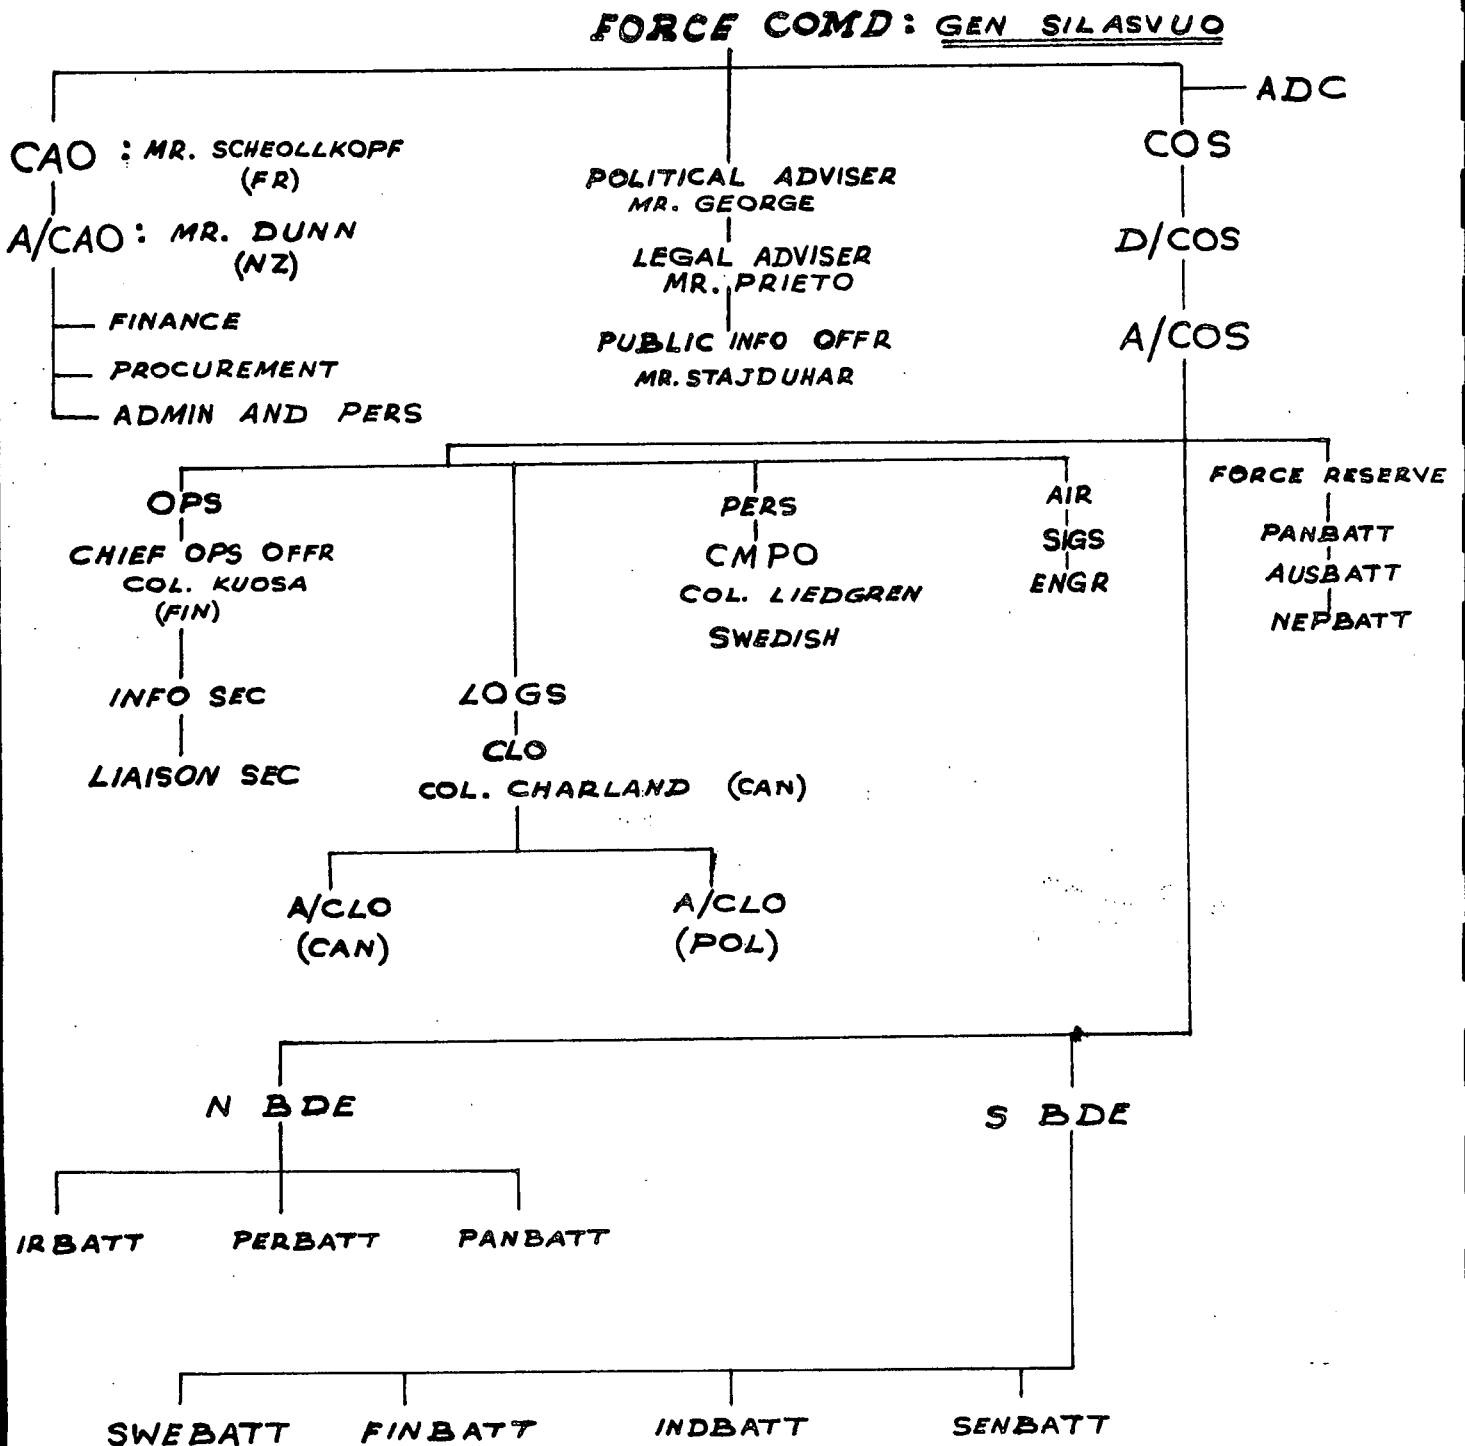 FORCE COMD: GEN SILASVUO
ADC
CAO : MR. SCHEOLLKOPF
(FR)
A/CAO : MR. DUNN
(NZ)
FINANCE
PROCUREMENT
ADMIN AND PERS
POLITICAL ADVISER
MR. GEORGE
LEGAL ADVISER
MR. PRIETO
PUBLIC INFO OFFR
MR. STAJDUHAR
COS
D/COS
A/COS
OPS
CHIEF OPS OFFR
COL. KUOSA
(FIN)
INFO SEC
LIAISON SEC
LOGS
CLO
COL. CHARLAND (CAN)
A/CLO
(CAN)
A/CLO
(POL)
PERS
CMPO
COL. LIEDGREN
SWEDISH
AIR
SIGS
ENGR
FORCE RESERVE
PANBATT
AUSBATT
NEPBATT
N BDE
S BDE
IRBATT
PERBATT
PANBATT
SWEBATT
FINBATT
INDBATT
SENBATT